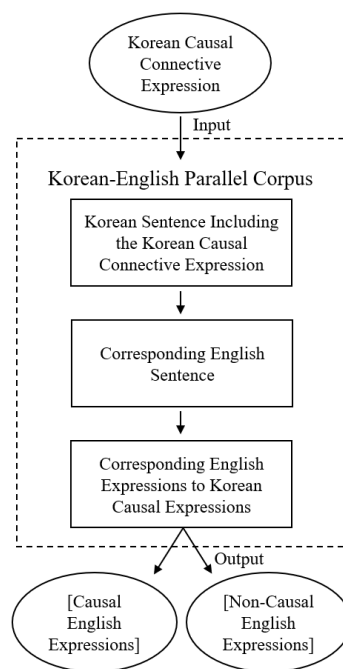 Korean Causal
Connective
Expression
Input
Korean-English Parallel Corpus
Korean Sentence Including
the Korean Causal
Connective Expression
Corresponding English
Sentence
Corresponding English
Expressions to Korean
Causal Expressions
Output
[Causal
English
Expressions]
[Non-Causal
English
Expressions]